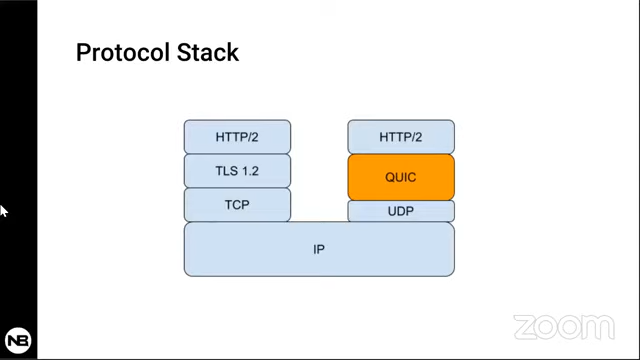 Protocol Stack
HTTP/2
HTTP/2
TLS 1.2
QUIC
TCP
UDP
IP
NB
zoom